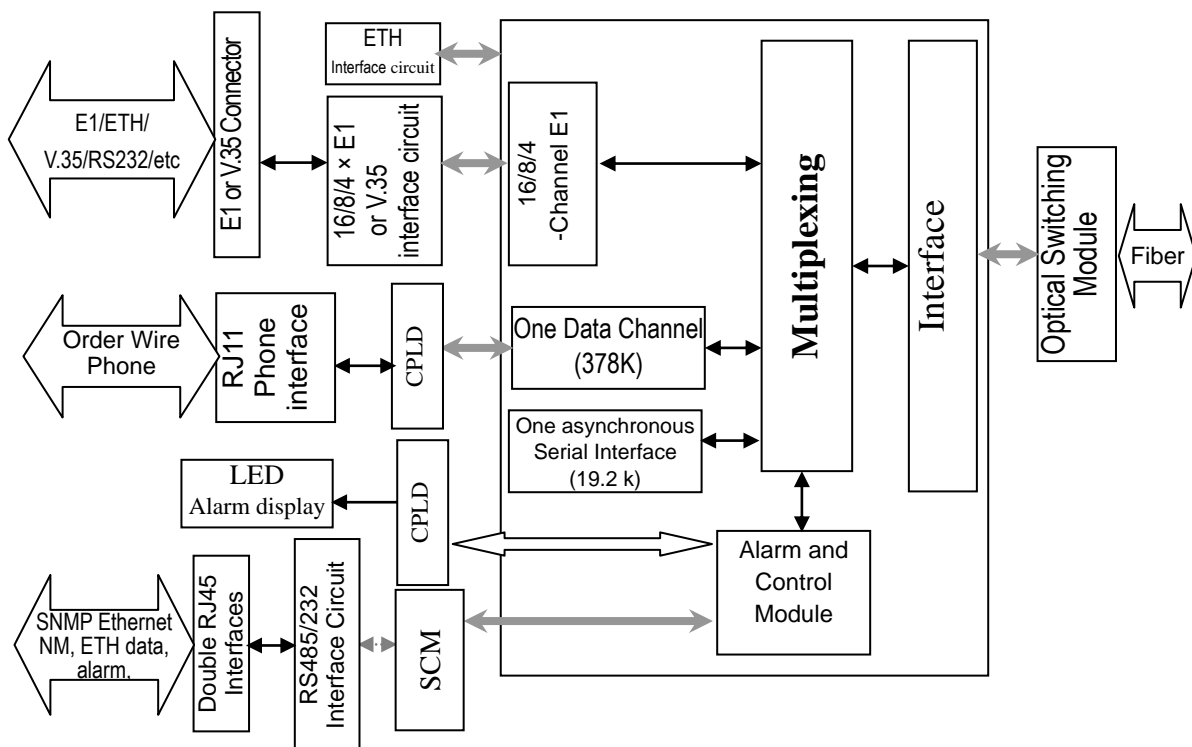 E1/ETH/
V.35/RS232/etc
E1 or V.35 Connector
ETH
Interface circuit
16/8/4 × E1
or V.35
interface circuit
16/8/4
-Channel E1
Multiplexing
Interface
Optical Switching
Module
Fiber
Order Wire
Phone
RJ11
Phone
interface
CPLD
One Data Channel
(378K)
One asynchronous
Serial Interface
(19.2 k)
LED
Alarm display
CPLD
Alarm and
Control
Module
SNMP Ethernet
NM, ETH data,
alarm,
Double RJ45
Interfaces
RS485/232
Interface Circuit
SCM